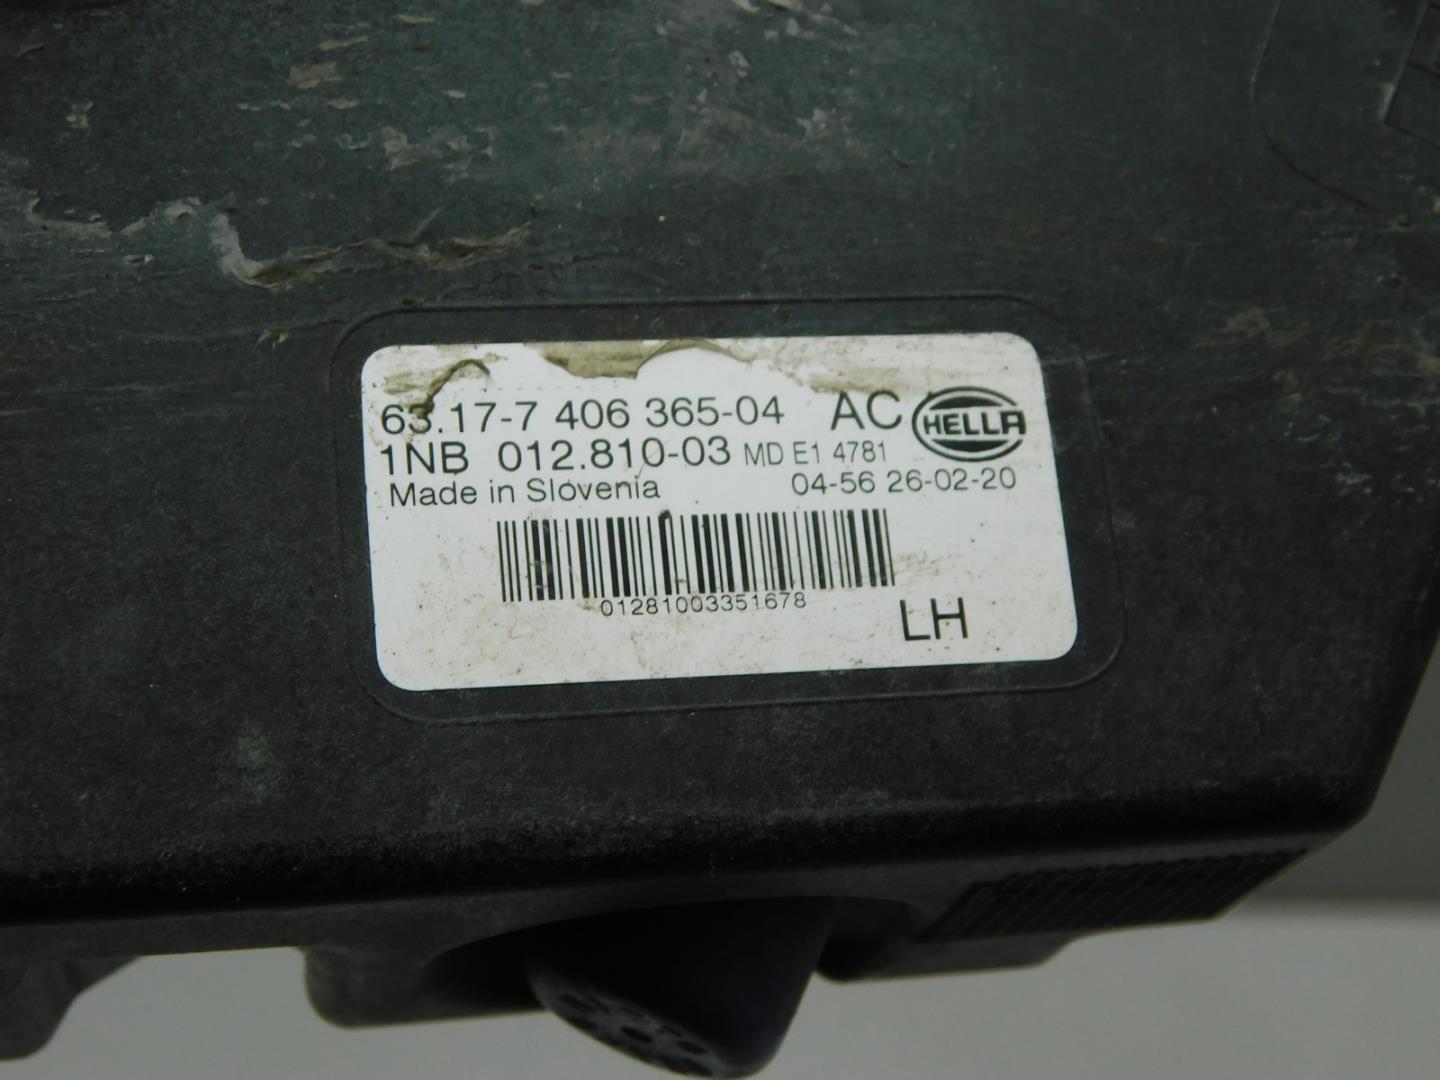 63.17-7 406 365-04 AC HELLA
1NB 012.810-03 MD E1 4781
Made in Slovenia 04-56 26-02-20
01281003351678
LH